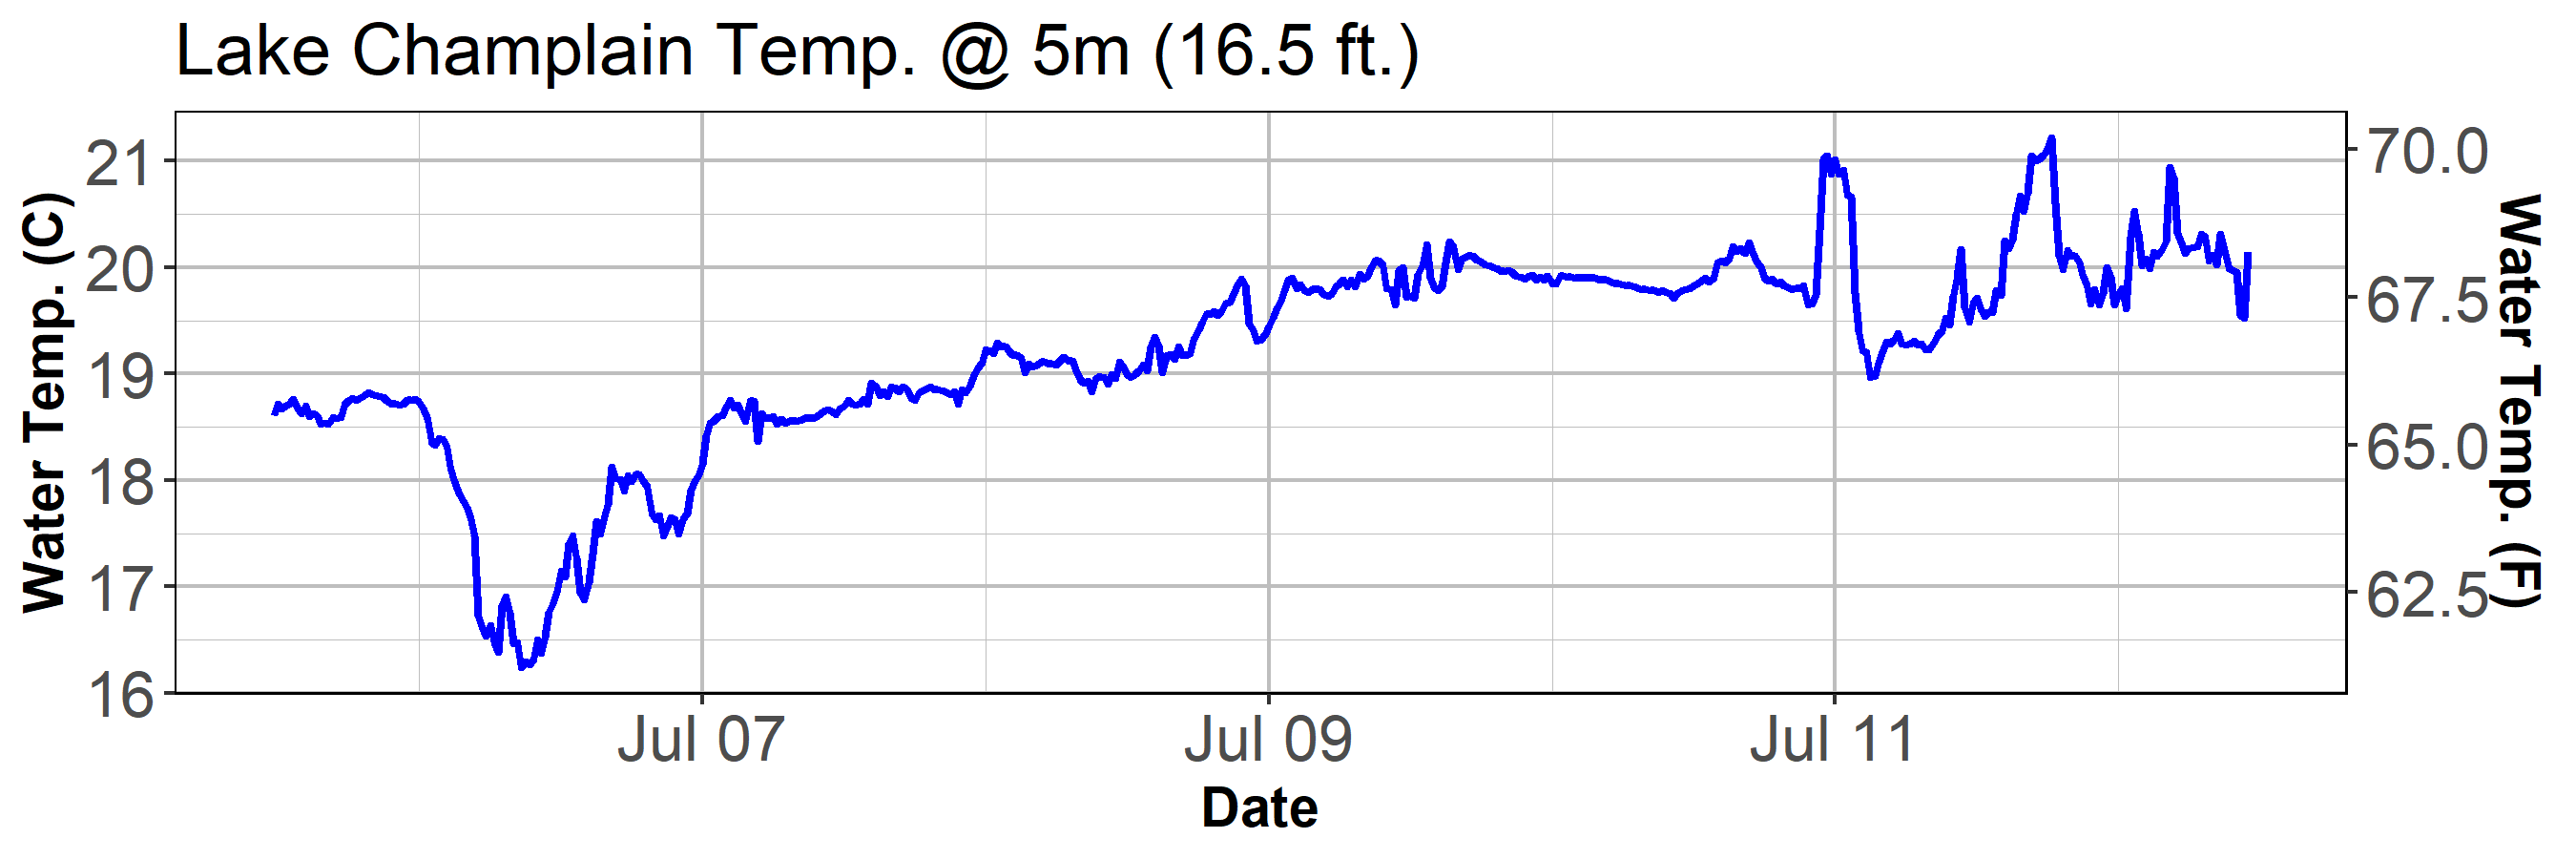 Lake Champlain Temp. @ 5m (16.5 ft.)
Water Temp. (C)
21
20
19
18
17
16
70.0
67.5
65.0
62.5
Water Temp. (F)
Jul 07 Jul 09 Jul 11
Date